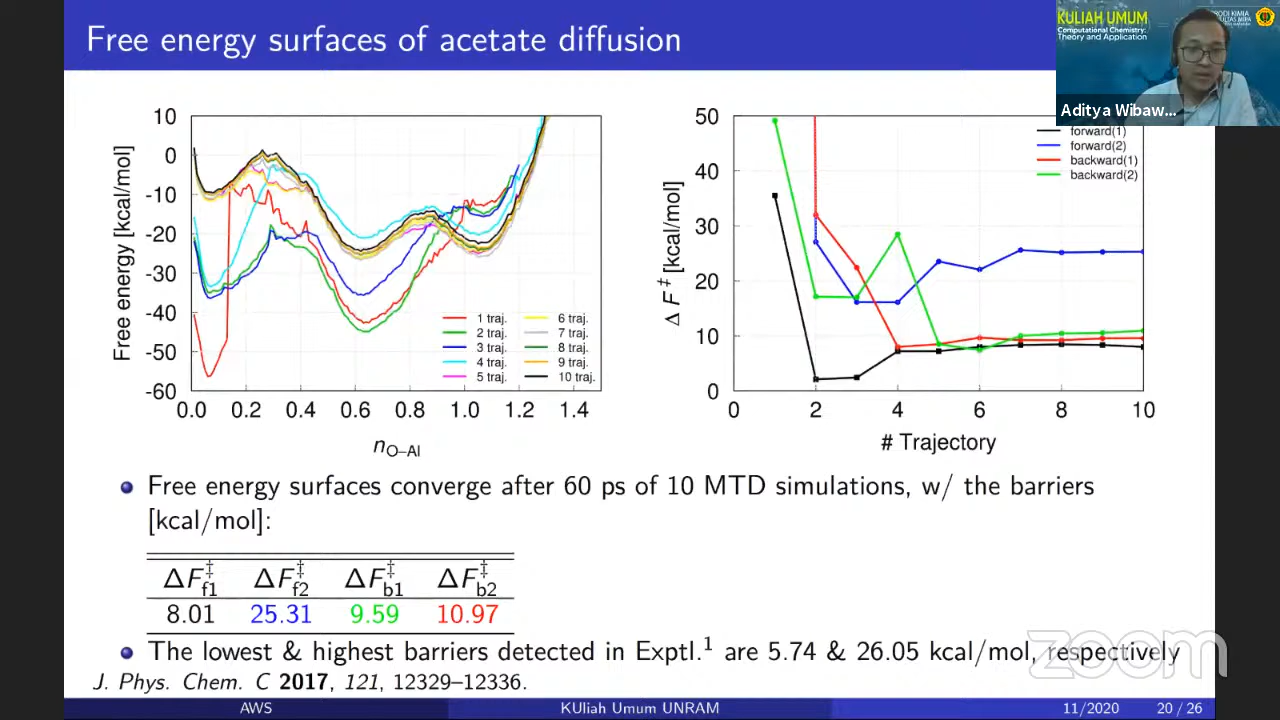 Free energy surfaces of acetate diffusion
KULIAH UMUM
Computational Chemistry:
Theory and Application
PRODI KIMIA
FAKULTAS MIPA
Aditya Wibaw...
10
0
-10
-20
-30
-40
-50
-60
Free energy [kcal/mol]
0.0 0.2 0.4 0.6 0.8 1.0 1.2 1.4
nO–Al
1 traj.
2 traj.
3 traj.
4 traj.
5 traj.
6 traj.
7 traj.
8 traj.
9 traj.
10 traj.
50
40
30
20
10
0
Δ F‡ [kcal/mol]
0 2 4 6 8 10
# Trajectory
forward(1)
forward(2)
backward(1)
backward(2)
Free energy surfaces converge after 60 ps of 10 MTD simulations, w/ the barriers
[kcal/mol]:
ΔF‡f1 ΔF‡f2 ΔF‡b1 ΔF‡b2
8.01 25.31 9.59 10.97
The lowest & highest barriers detected in Exptl.1 are 5.74 & 26.05 kcal/mol, respectively
zoom
J. Phys. Chem. C 2017, 121, 12329–12336.
AWS KUliah Umum UNRAM 11/2020 20 / 26